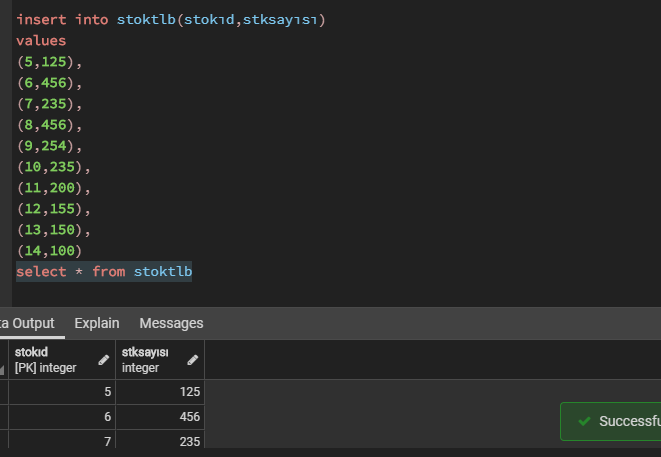 insert into stoktlb(stokıd,stksayısı)
values
(5,125),
(6,456),
(7,235),
(8,456),
(9,254),
(10,235),
(11,200),
(12,155),
(13,150),
(14,100)
select * from stoktlb
ta Output Explain Messages
stokıd stksayısı
[PK] integer integer
5 125
6 456
7 235
Successfu